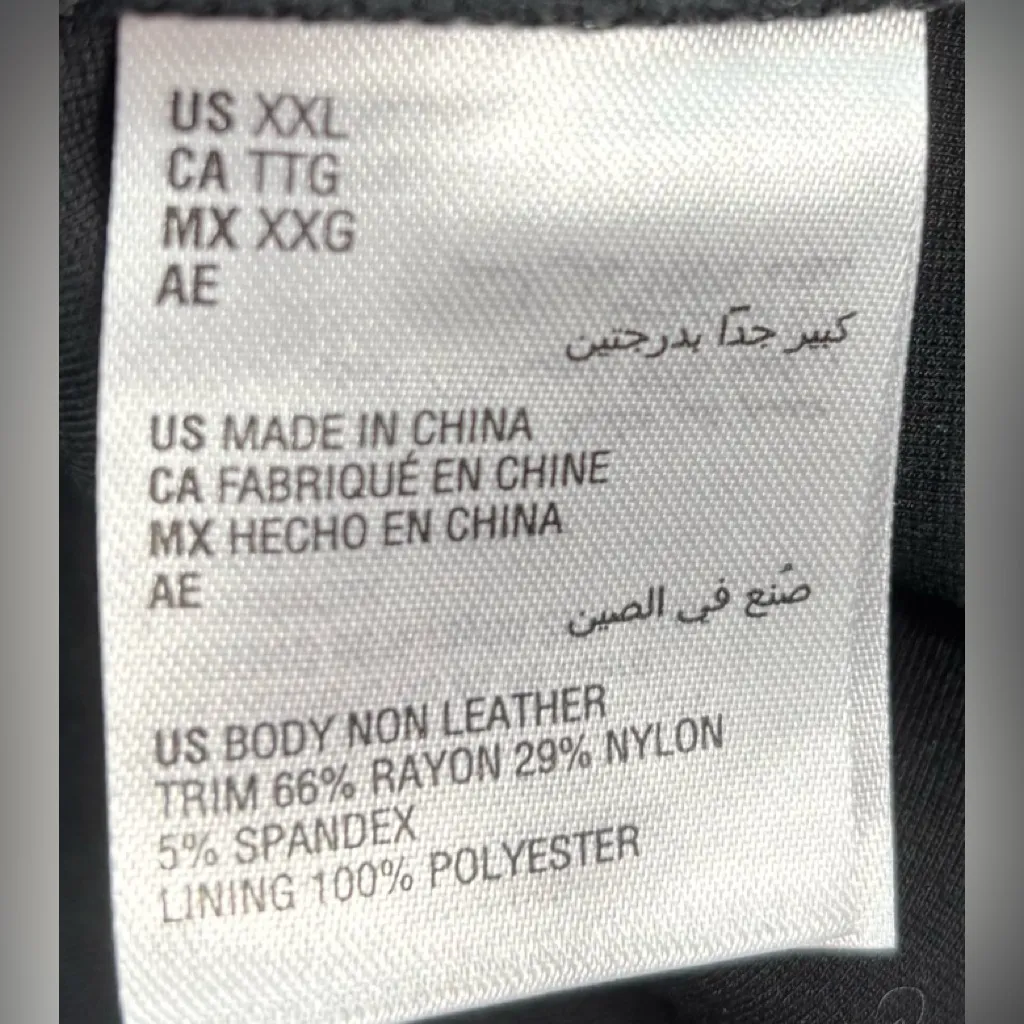 US XXL
CA TTG
MX XXG
AE
كبير جدًا بدرجتين
US MADE IN CHINA
CA FABRIQUÉ EN CHINE
MX HECHO EN CHINA
AE
صُنع في الصين
US BODY NON LEATHER
TRIM 66% RAYON 29% NYLON
5% SPANDEX
LINING 100% POLYESTER